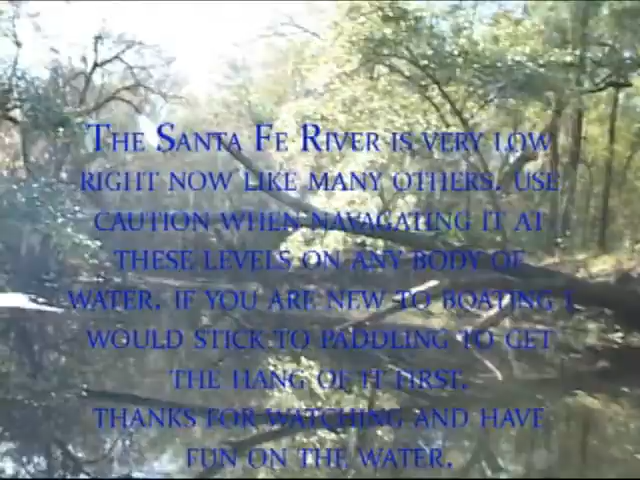 THE SANTA FE RIVER IS VERY LOW
RIGHT NOW LIKE MANY OTHERS. USE
CAUTION WHEN NAVAGATING IT AT
THESE LEVELS ON ANY BODY OF
WATER. IF YOU ARE NEW TO BOATING I
WOULD STICK TO PADDLING TO GET
THE HANG OF IT FIRST.
THANKS FOR WATCHING AND HAVE
FUN ON THE WATER.